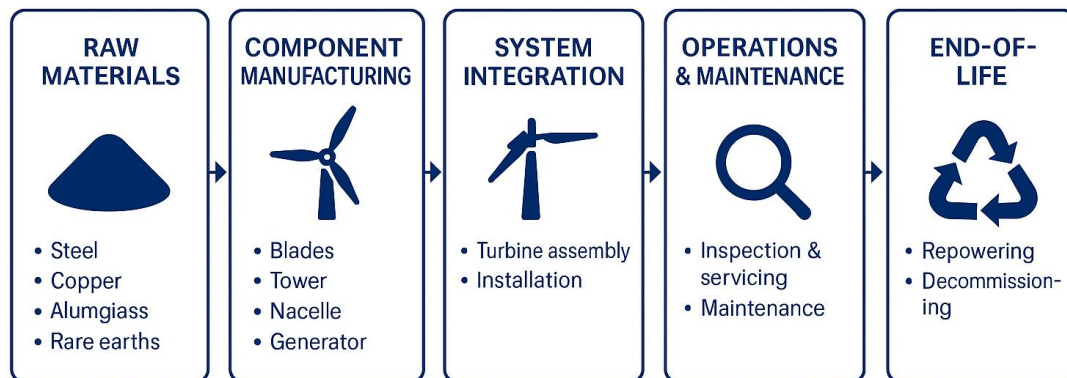 RAW
MATERIALS
• Steel
• Copper
• Alumgiass
• Rare earths
COMPONENT
MANUFACTURING
• Blades
• Tower
• Nacelle
• Generator
SYSTEM
INTEGRATION
• Turbine assembly
• Installation
OPERATIONS
& MAINTENANCE
• Inspection &
servicing
• Maintenance
END-OF-
LIFE
• Repowering
• Decommission-
ing